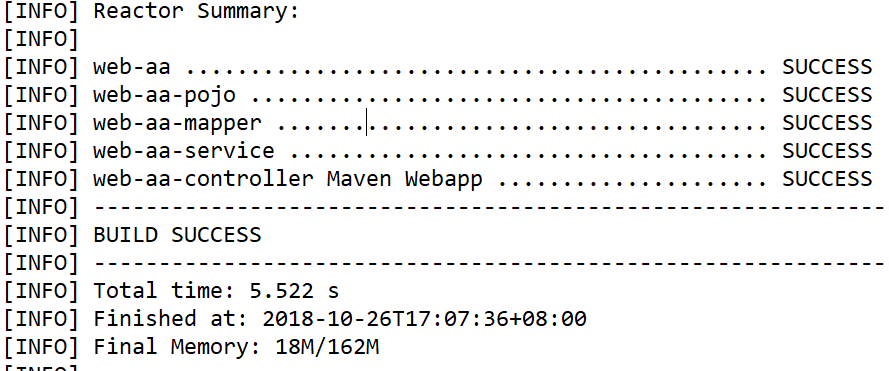 [INFO] Reactor Summary:
[INFO]
[INFO] web-aa ............................................. SUCCESS
[INFO] web-aa-pojo ........................................ SUCCESS
[INFO] web-aa-mapper ...................................... SUCCESS
[INFO] web-aa-service ..................................... SUCCESS
[INFO] web-aa-controller Maven Webapp ..................... SUCCESS
[INFO] -------------------------------------------------------------
[INFO] BUILD SUCCESS
[INFO] -------------------------------------------------------------
[INFO] Total time: 5.522 s
[INFO] Finished at: 2018-10-26T17:07:36+08:00
[INFO] Final Memory: 18M/162M